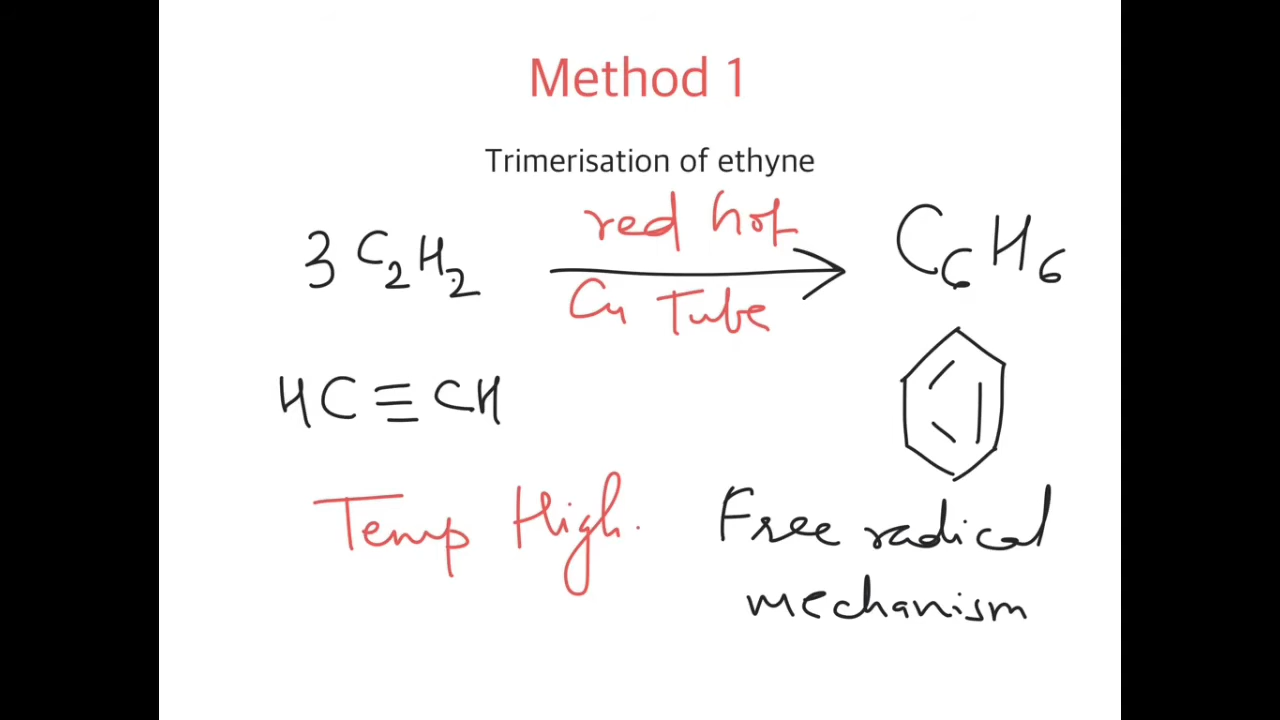 Method 1
Trimerisation of ethyne
red hot
3 C₂H₂ → C₆H₆
Cu Tube
HC≡CH
Temp High.
Free radical
mechanism